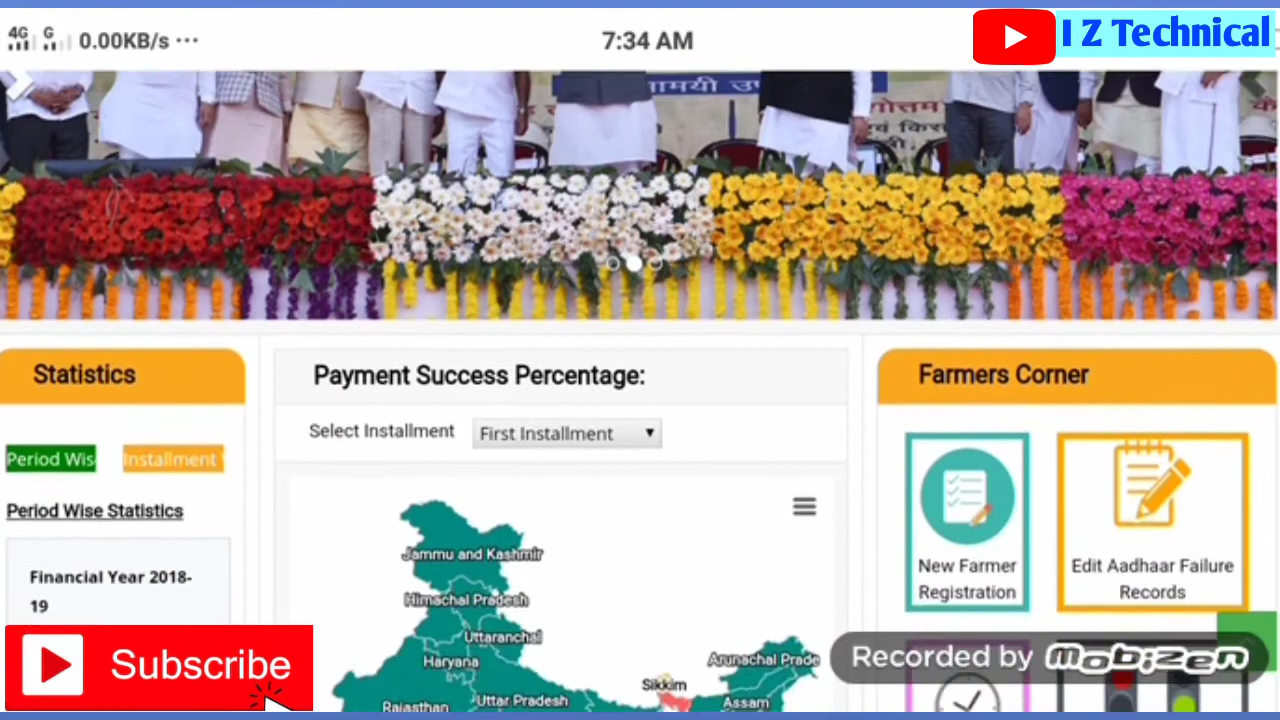 4G G 0.00KB/s ...
7:34 AM
I Z Technical
Statistics
Payment Success Percentage:
Farmers Corner
Select Installment
First Installment
Period Wis
Installment
Period Wise Statistics
Financial Year 2018-
19
Jammu and Kashmir
Himachal Pradesh
Uttaranchal
Haryana
Rajasthan
Uttar Pradesh
Sikkim
Arunachal Prade
Assam
New Farmer
Registration
Edit Aadhaar Failure
Records
Subscribe
Recorded by mobizen